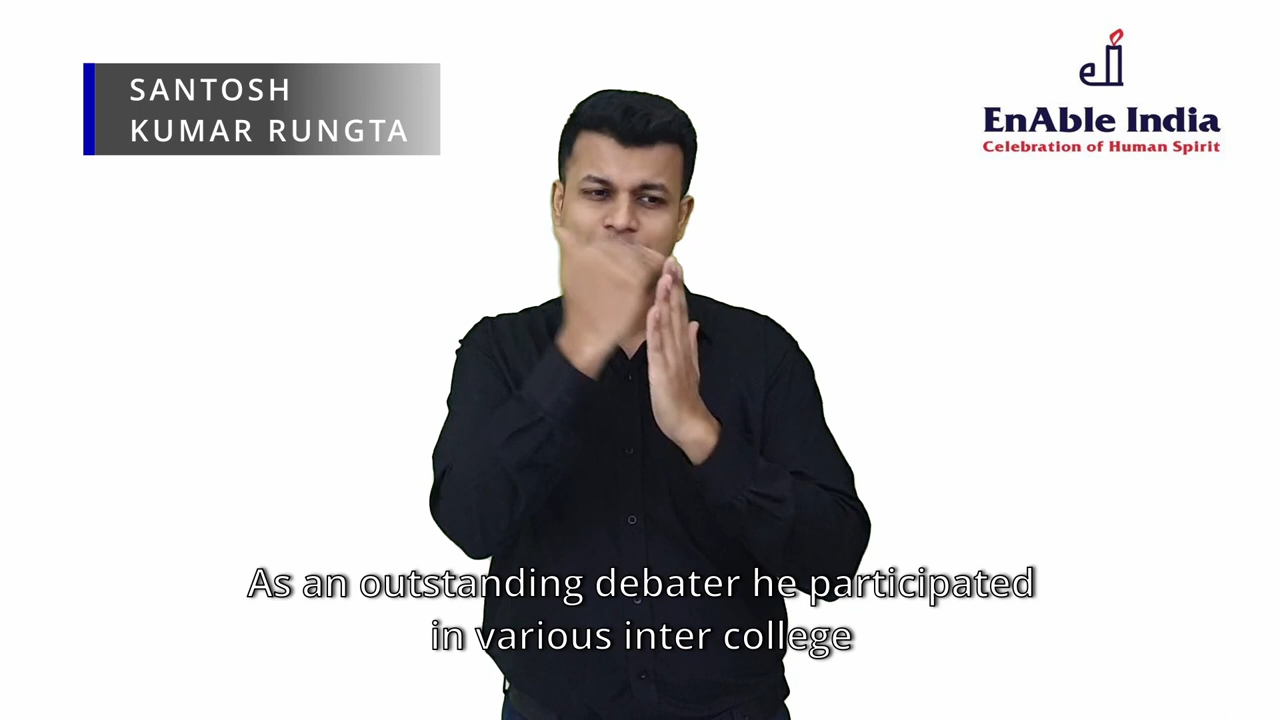 SANTOSH
KUMAR RUNGTA
EnAble India
Celebration of Human Spirit
As an outstanding debater he participated
in various inter college